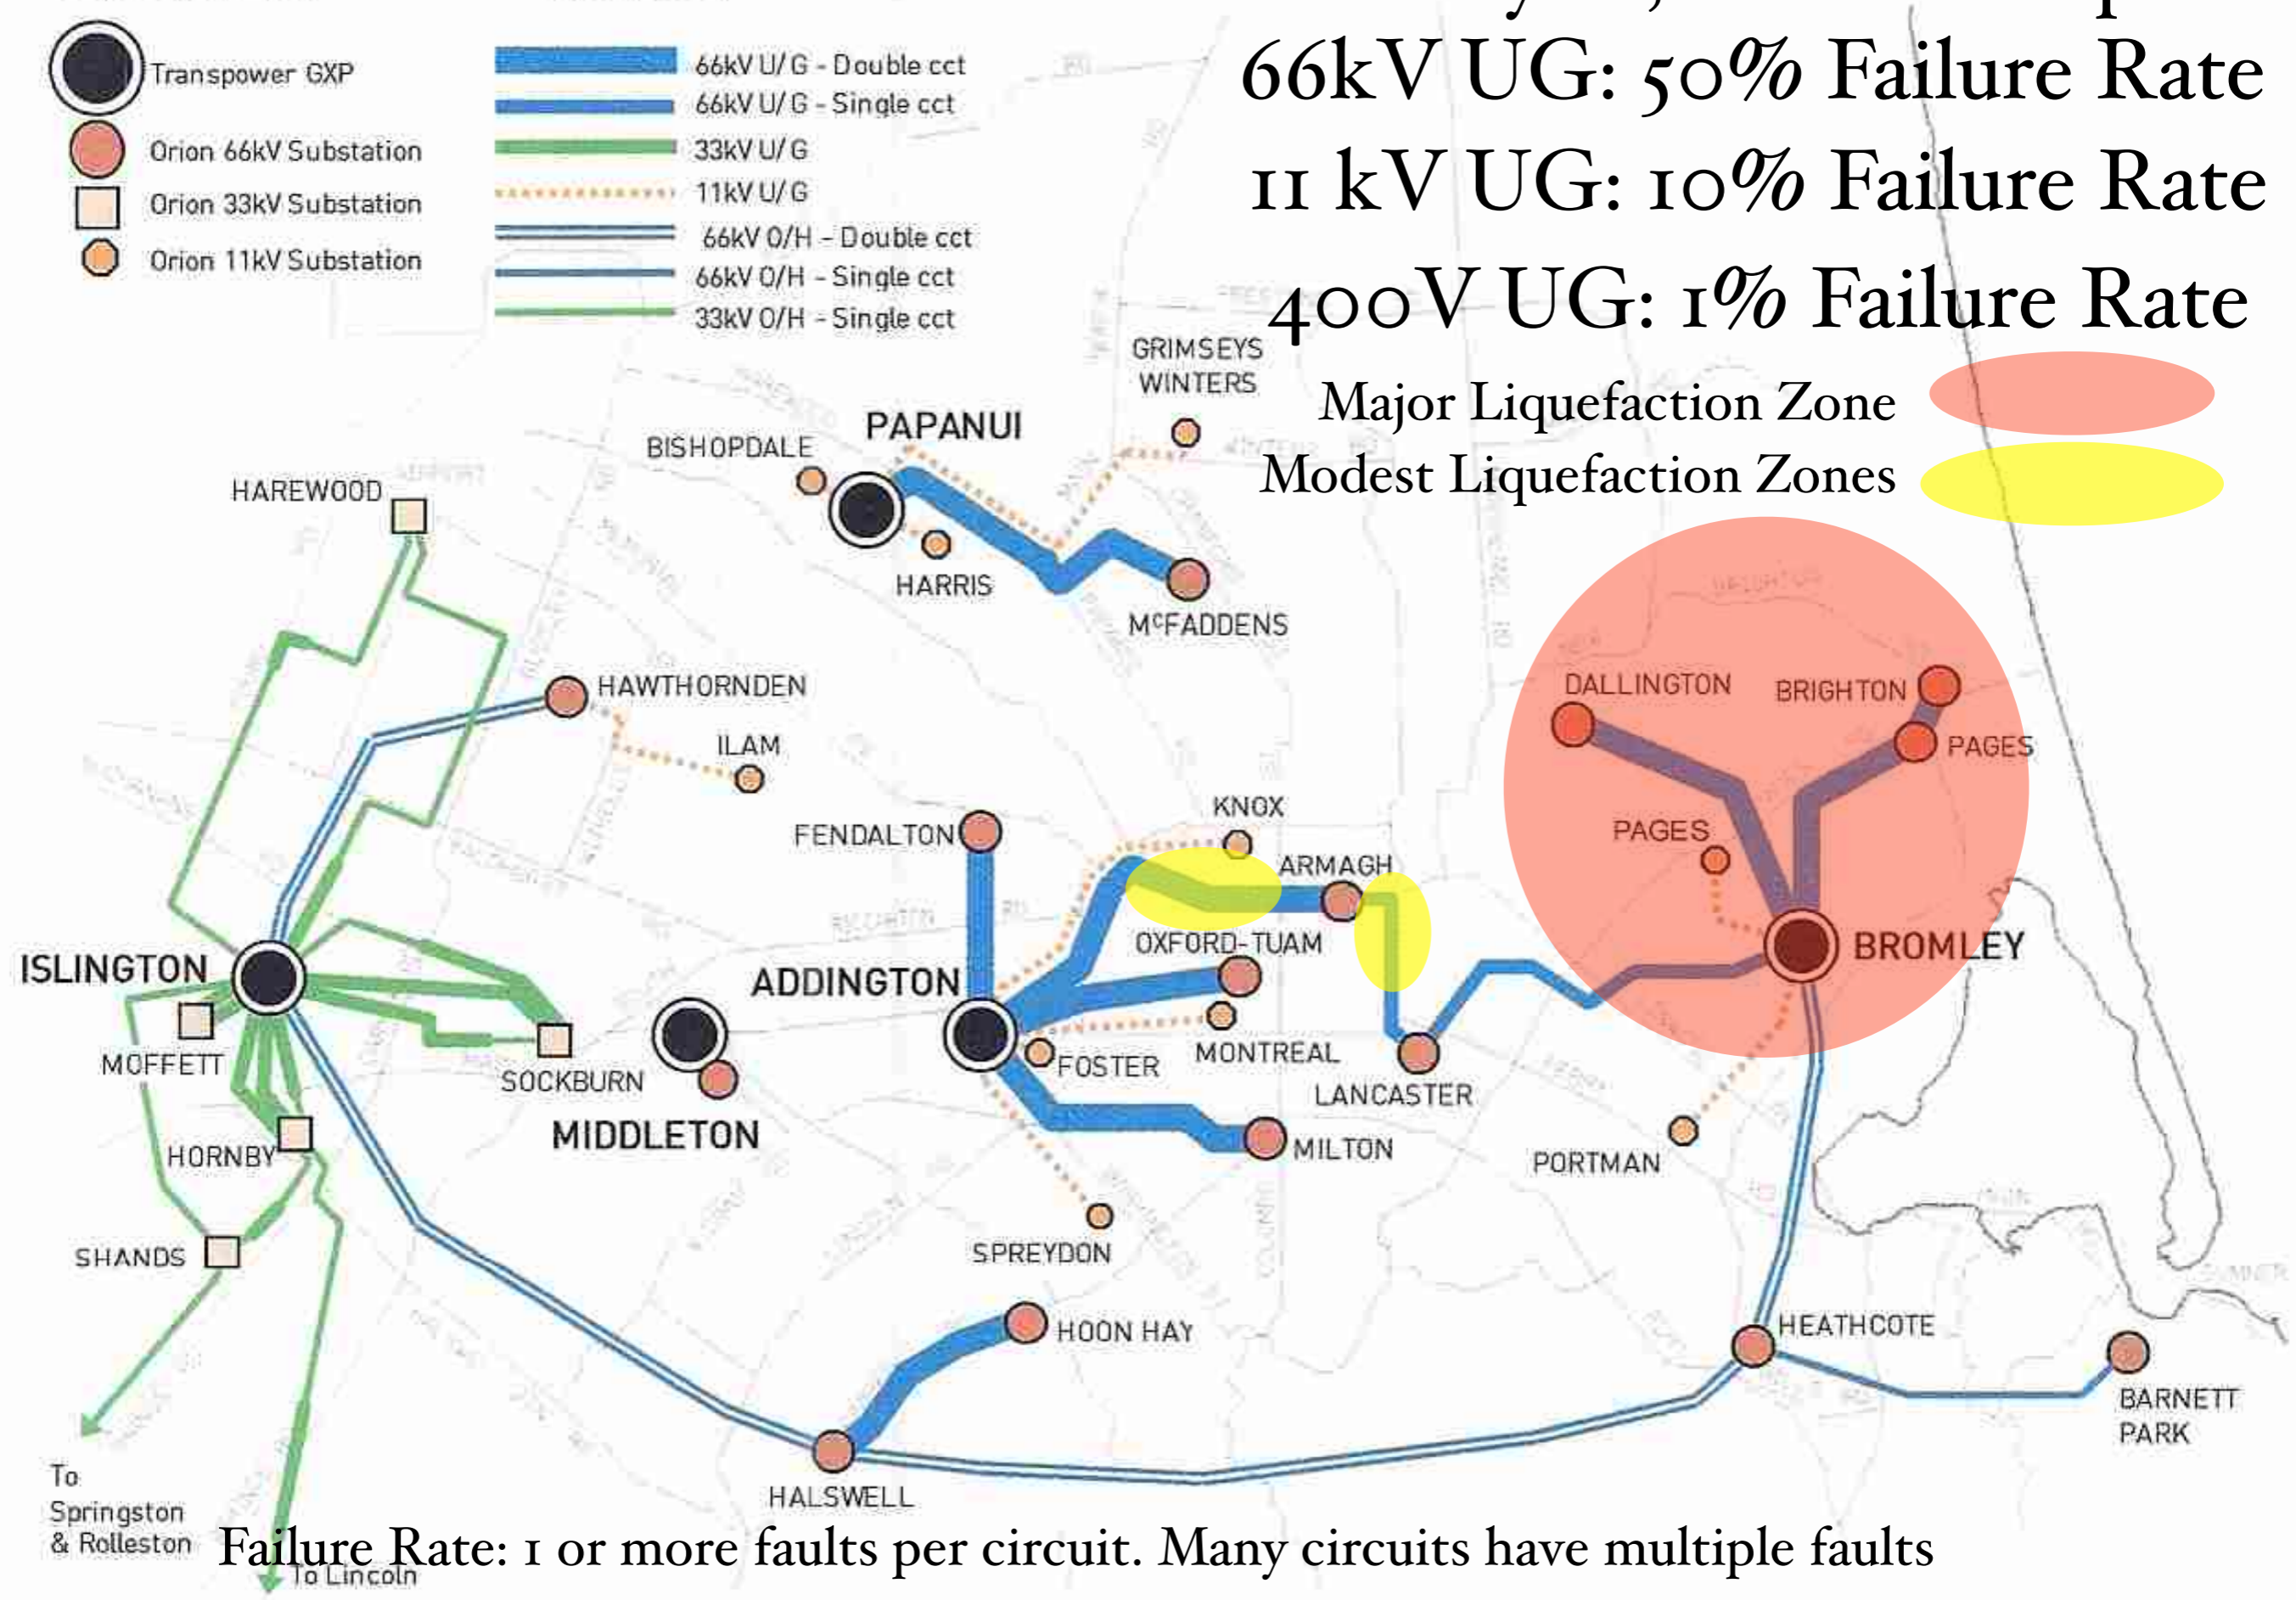 Transpower GXP
Orion 66kV Substation
Orion 33kV Substation
Orion 11kV Substation
66kV U/G - Double cct
66kV U/G - Single cct
33kV U/G
11kV U/G
66kV O/H - Double cct
66kV O/H - Single cct
33kV O/H - Single cct
66kV UG: 50% Failure Rate
11 kV UG: 10% Failure Rate
400V UG: 1% Failure Rate
Major Liquefaction Zone
Modest Liquefaction Zones
GRIMSEYS
WINTERS
PAPANUI
BISHOPDALE
HAREWOOD
HARRIS
McFADDENS
HAWTHORNDEN
ILAM
DALLINGTON
BRIGHTON
PAGES
KNOX
FENDALTON
PAGES
ARMAGH
RICCARTON
RD
OXFORD-TUAM
BROMLEY
ISLINGTON
ADDINGTON
MOFFETT
SOCKBURN
MIDDLETON
FOSTER
MONTREAL
LANCASTER
HORNBY
MILTON
PORTMAN
SHANDS
SPREYDON
HOON HAY
HEATHCOTE
BARNETT
PARK
HALSWELL
To
Springston
& Rolleston
Failure Rate: 1 or more faults per circuit. Many circuits have multiple faults
To Lincoln